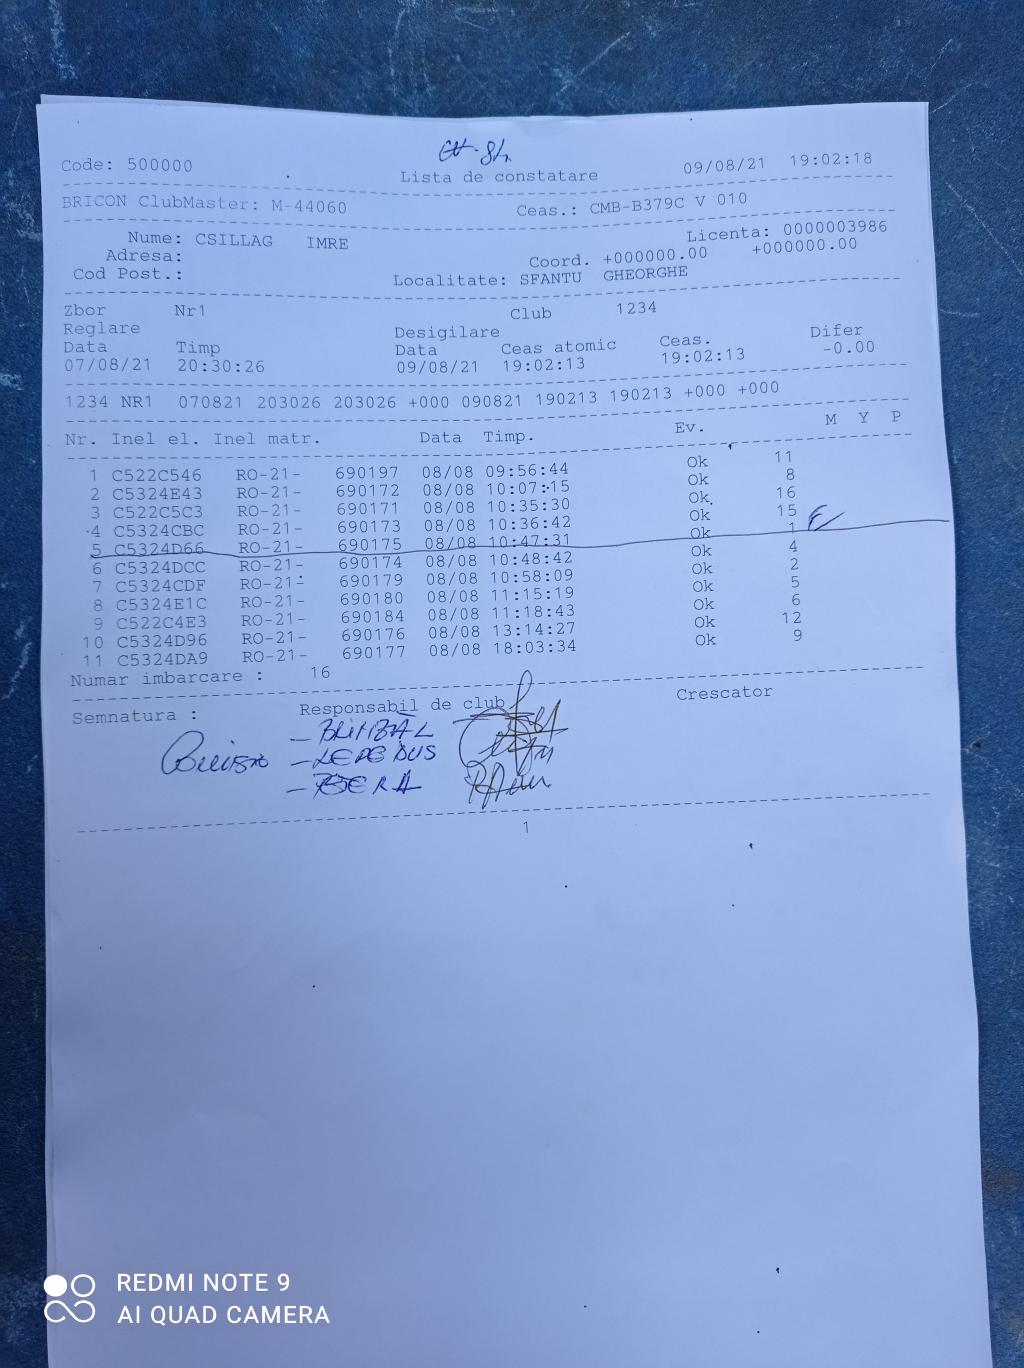 Code: 500000 Lista de constatare 09/08/21 19:02:18
BRICON ClubMaster: M-44060 Ceas.: CMB-B379C V 010
Nume: CSILLAG IMRE Licenta: 0000003986
Adresa: Coord. +000000.00 +000000.00
Cod Post.: Localitate: SFANTU GHEORGHE
Zbor Nr1 Club 1234
Reglare Desigilare
Data Timp Data Ceas atomic Ceas. Difer
07/08/21 20:30:26 09/08/21 19:02:13 19:02:13 -0.00
1234 NR1 070821 203026 203026 +000 090821 190213 190213 +000 +000
Nr. Inel el. Inel matr. Data Timp. Ev. M Y P
1 C522C546 RO-21- 690197 08/08 09:56:44 Ok 11
2 C5324E43 RO-21- 690172 08/08 10:07:15 Ok 8
3 C522C5C3 RO-21- 690171 08/08 10:35:30 Ok 16
4 C5324CBC RO-21- 690173 08/08 10:36:42 Ok 15
5 C5324D66 RO-21- 690175 08/08 10:47:31 Ok 1
6 C5324DCC RO-21- 690174 08/08 10:48:42 Ok 4
7 C5324CDF RO-21- 690179 08/08 10:58:09 Ok 2
8 C5324E1C RO-21- 690180 08/08 11:15:19 Ok 5
9 C522C4E3 RO-21- 690184 08/08 11:18:43 Ok 6
10 C5324D96 RO-21- 690176 08/08 13:14:27 Ok 12
11 C5324DA9 RO-21- 690177 08/08 18:03:34 Ok 9
Numar imbarcare : 16
Semnatura : Responsabil de club Crescator
- BERA
1
REDMI NOTE 9
AI QUAD CAMERA